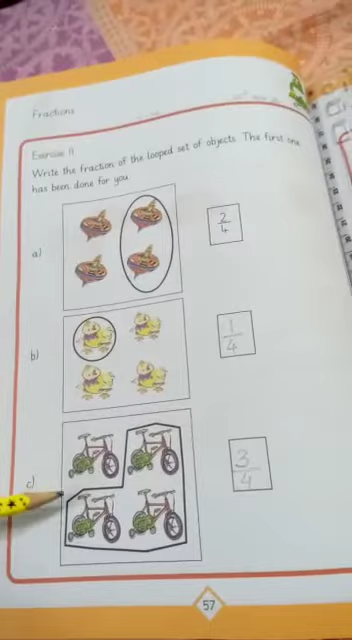 Fractions
Exercise 11
Write the fraction of the looped set of objects. The first one
has been done for you
a)
2
4
b)
1
4
c)
3
4
57